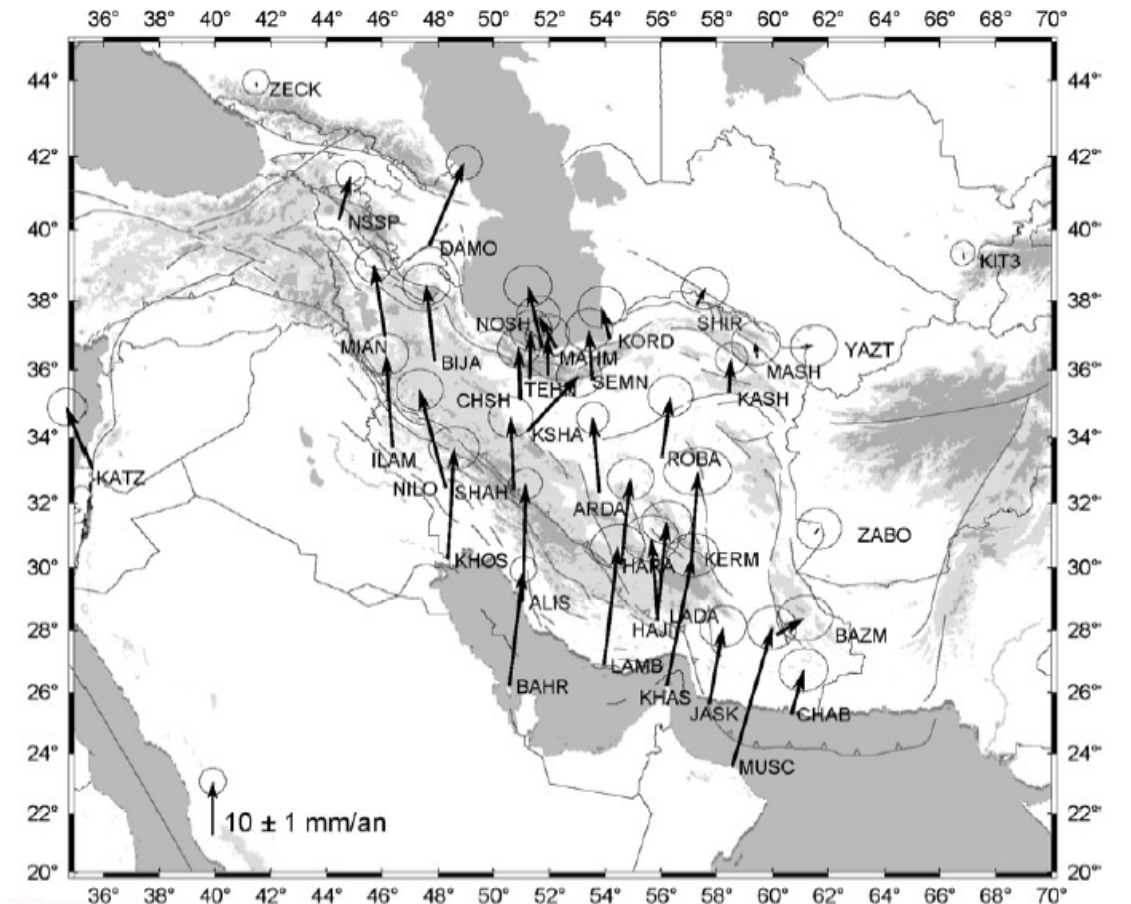 36° 38° 40° 42° 44° 46° 48° 50° 52° 54° 56° 58° 60° 62° 64° 66° 68° 70°
44° ZECK 44°
42° 42°
NSSP
40° DAMO KIT3 40°
38° NOSH SHIR 38°
MIAN BIJA MAHM KORD MASH YAZT
36° CHSH TEHN SEMN KASH 36°
34° ILAM KSHA ROBA 34°
KATZ NILO SHAH
32° ARDA 32°
ZABO
30° KHOS HARA KERM 30°
ALIS LADA
28° HAJI BAZM 28°
LAMB
26° BAHR KHAS 26°
JASK CHAB
24° MUSC 24°
22° 10 ± 1 mm/an 22°
20° 20°
36° 38° 40° 42° 44° 46° 48° 50° 52° 54° 56° 58° 60° 62° 64° 66° 68° 70°